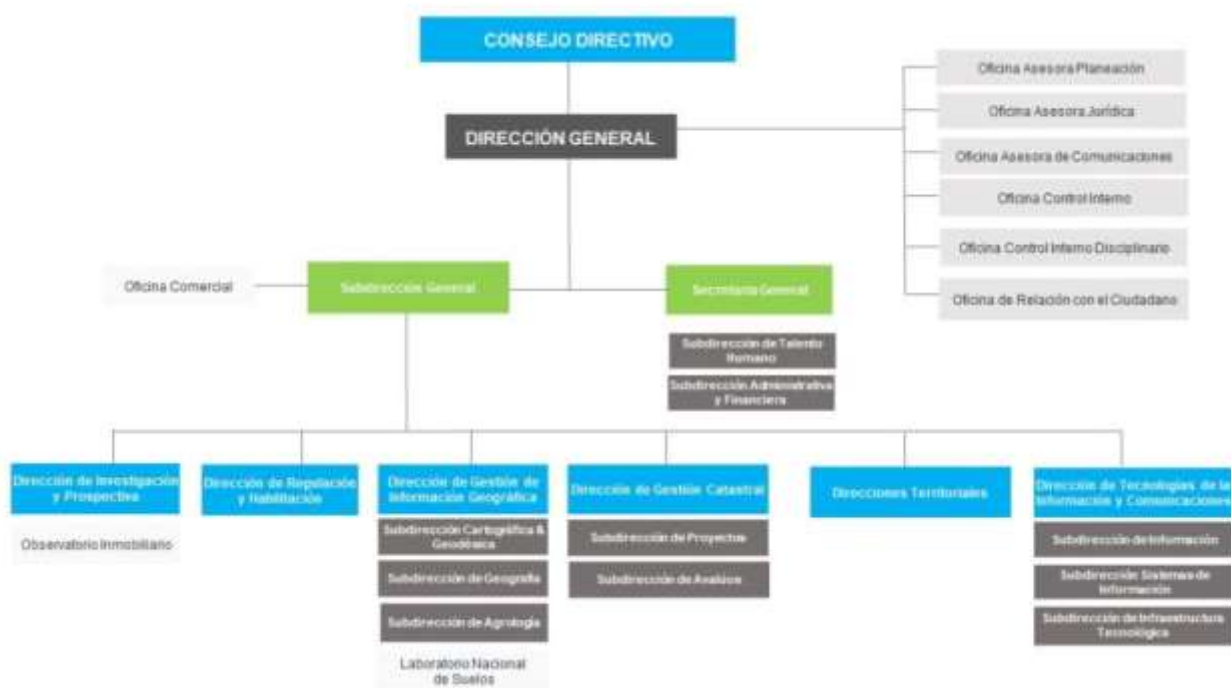 CONSEJO DIRECTIVO
DIRECCIÓN GENERAL
Oficina Asesora Planeación
Oficina Asesora Jurídica
Oficina Asesora de Comunicaciones
Oficina Control Interno
Oficina Control Interno Disciplinario
Oficina de Relación con el Ciudadano
Oficina Comercial
Subdirección General
Secretaría General
Subdirección de Talento
Humano
Subdirección Administrativa
y Financiera
Dirección de Investigación
y Prospectiva
Observatorio Inmobiliario
Dirección de Regulación
y Habilitación
Dirección de Gestión de
Información Geográfica
Subdirección Cartográfica &
Geodésica
Subdirección de Geografía
Subdirección de Agrología
Laboratorio Nacional
de Suelos
Dirección de Gestión Catastral
Subdirección de Proyectos
Subdirección de Avalúos
Direcciones Territoriales
Dirección de Tecnologías de la
Información y Comunicaciones
Subdirección de Información
Subdirección Sistemas de
Información
Subdirección de Infraestructura
Tecnológica